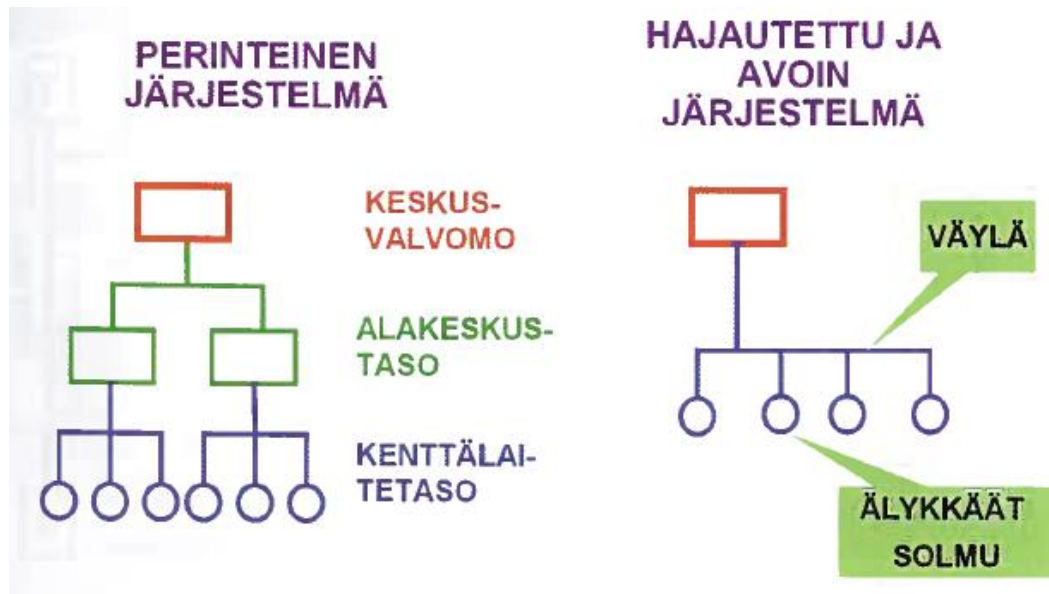 PERINTEINEN
JÄRJESTELMÄ
HAJAUTETTU JA
AVOIN
JÄRJESTELMÄ
KESKUS-
VALVOMO
VÄYLÄ
ALAKESKUS-
TASO
KENTTÄLAI-
TETASO
ÄLYKKÄÄT
SOLMU